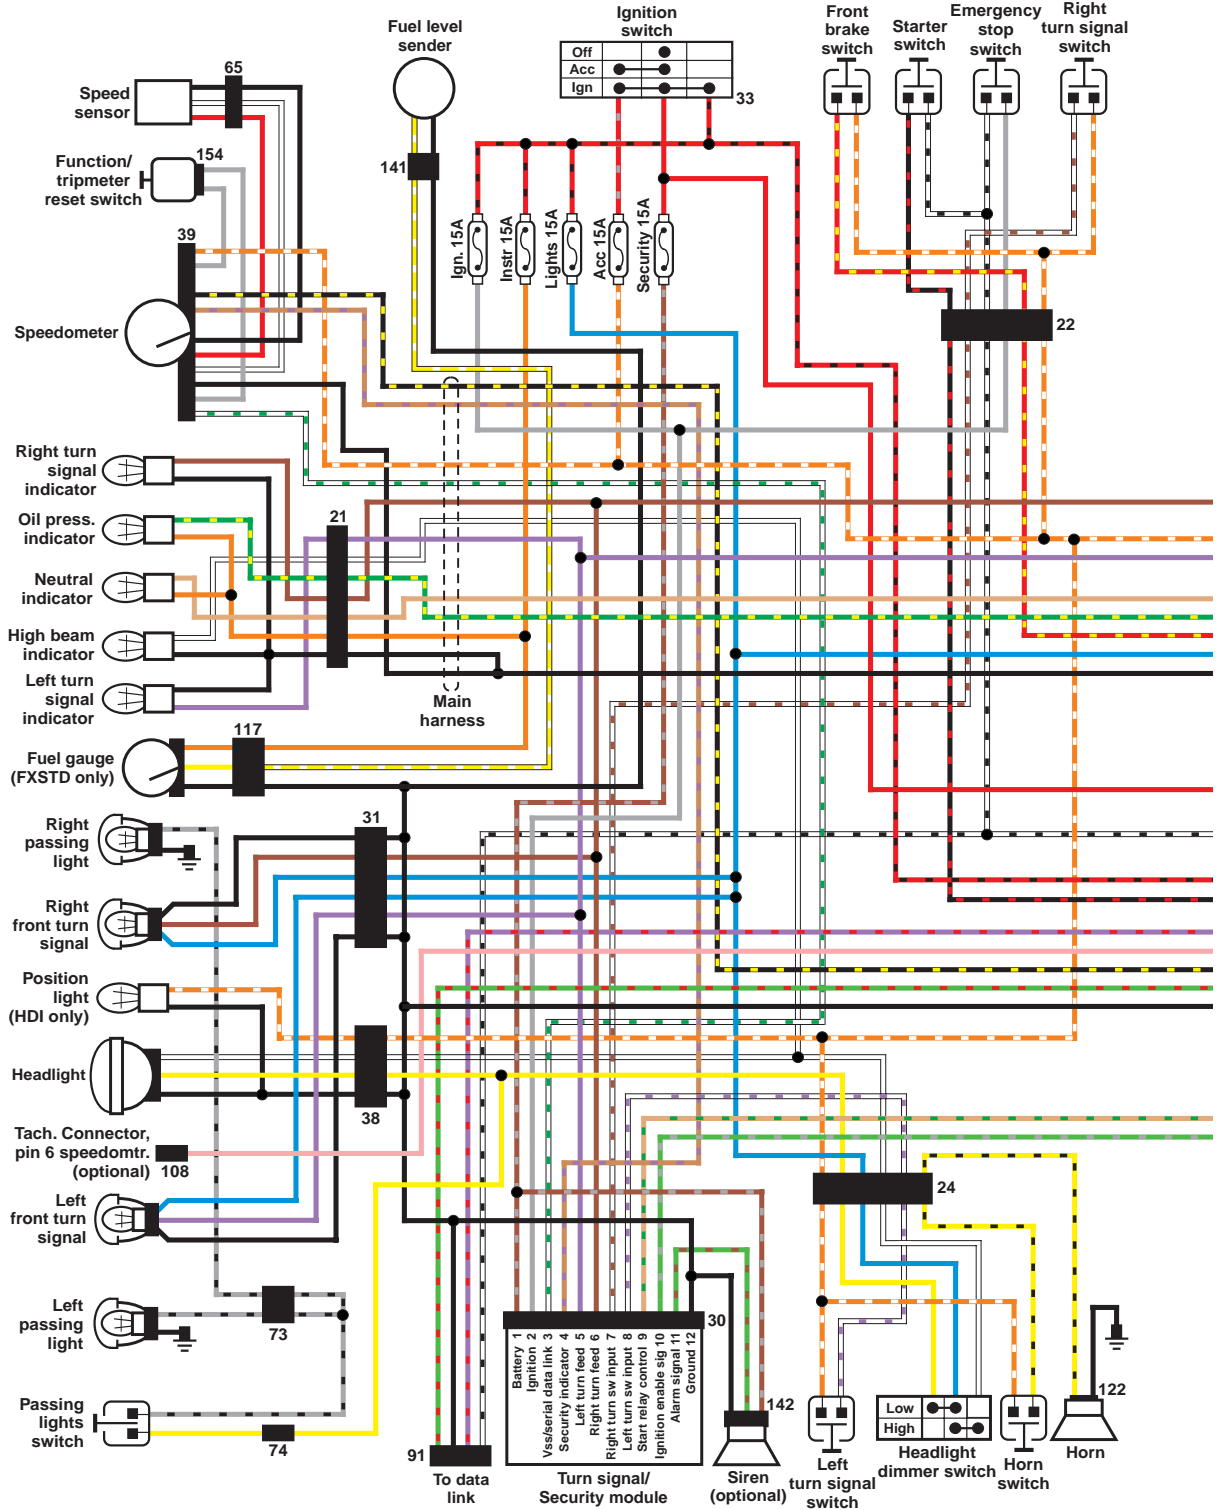 Fuel level
sender
Ignition
switch
Off
Acc
Ign
33
Front
brake
switch
Starter
switch
Emergency
stop
switch
Right
turn signal
switch
65
Speed
sensor
141
154
Function/
tripmeter
reset switch
Ign. 15A
Instr 15A
Lights 15A
Acc 15A
Security 15A
39
Speedometer
22
Right turn
signal
indicator
Oil press.
indicator
21
Neutral
indicator
High beam
indicator
Left turn
signal
indicator
Main
harness
117
Fuel gauge
(FXSTD only)
Right
passing
light
31
Right
front turn
signal
Position
light
(HDI only)
Headlight
38
Tach. Connector,
pin 6 speedomtr.
(optional)
108
24
Left
front turn
signal
Left
passing
light
73
30
Battery 1
Ignition 2
Vss/serial data link 3
Security indicator 4
Left turn feed 5
Right turn feed 6
Right turn sw input 7
Left turn sw input 8
Start relay control 9
Ignition enable sig 10
Alarm signal 11
Ground 12
Passing
lights
switch
74
91
To data
link
Turn signal/
Security module
142
Siren
(optional)
Left
turn signal
switch
Low
High
Headlight
dimmer switch
Horn
switch
122
Horn